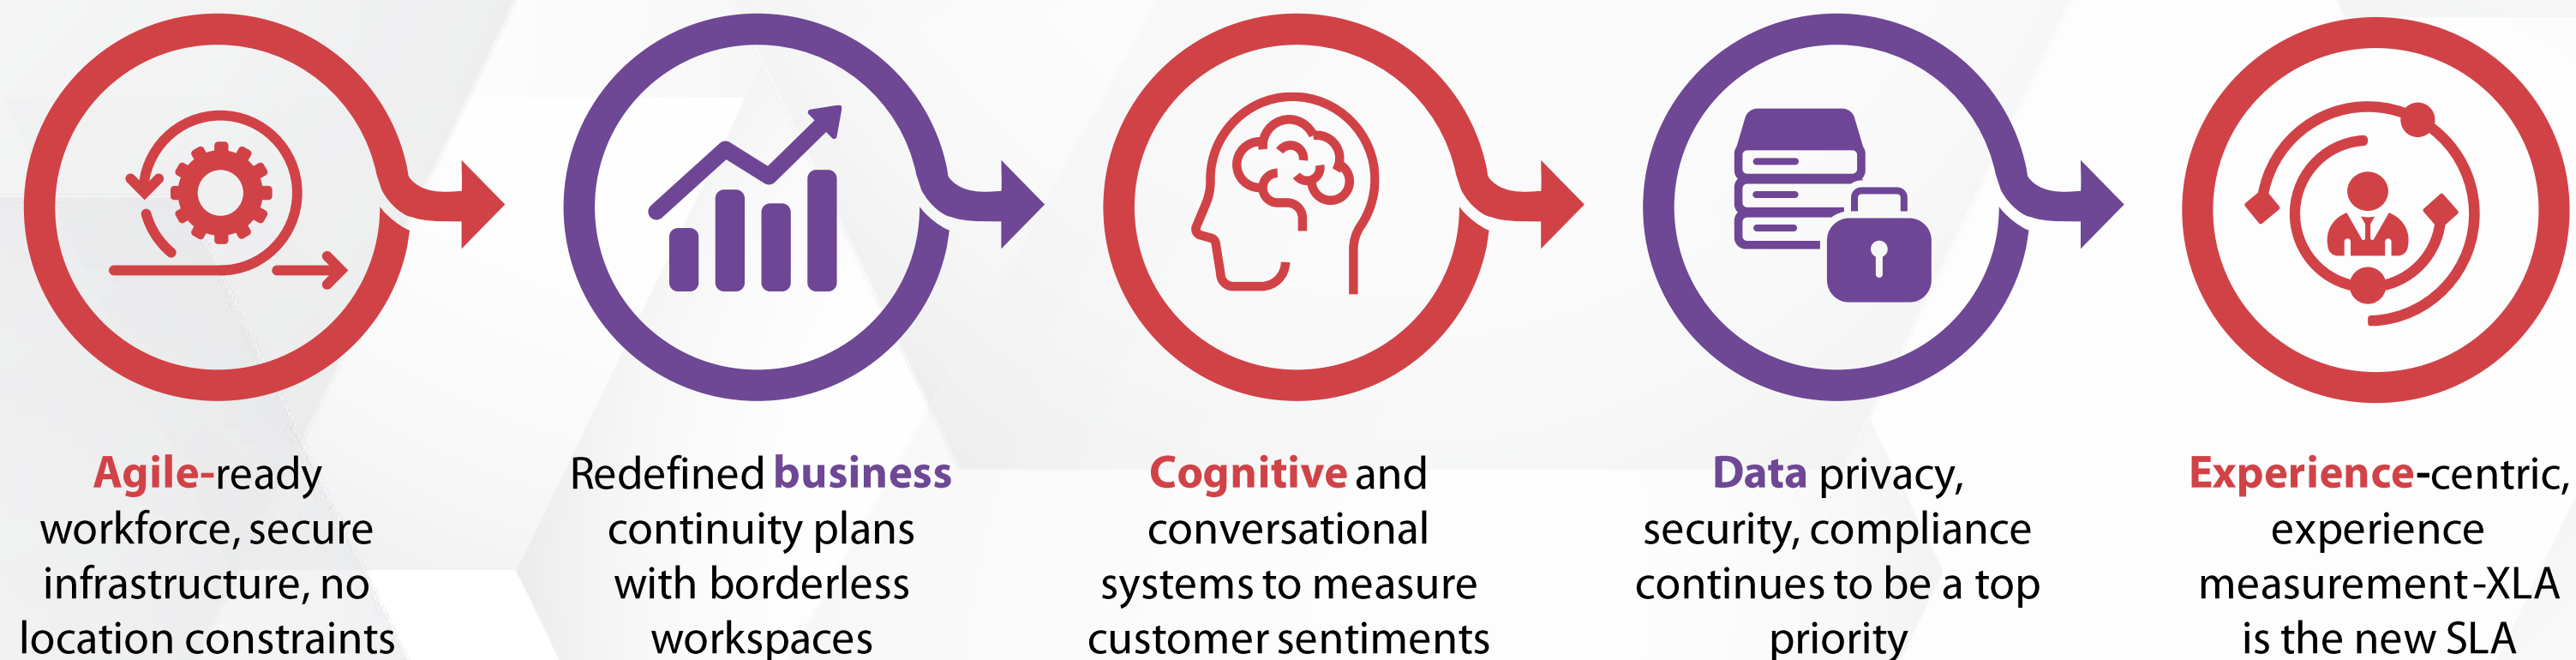 Agile-ready
workforce, secure
infrastructure, no
location constraints
Redefined business
continuity plans
with borderless
workspaces
Cognitive and
conversational
systems to measure
customer sentiments
Data privacy,
security, compliance
continues to be a top
priority
Experience-centric,
experience
measurement-XLA
is the new SLA